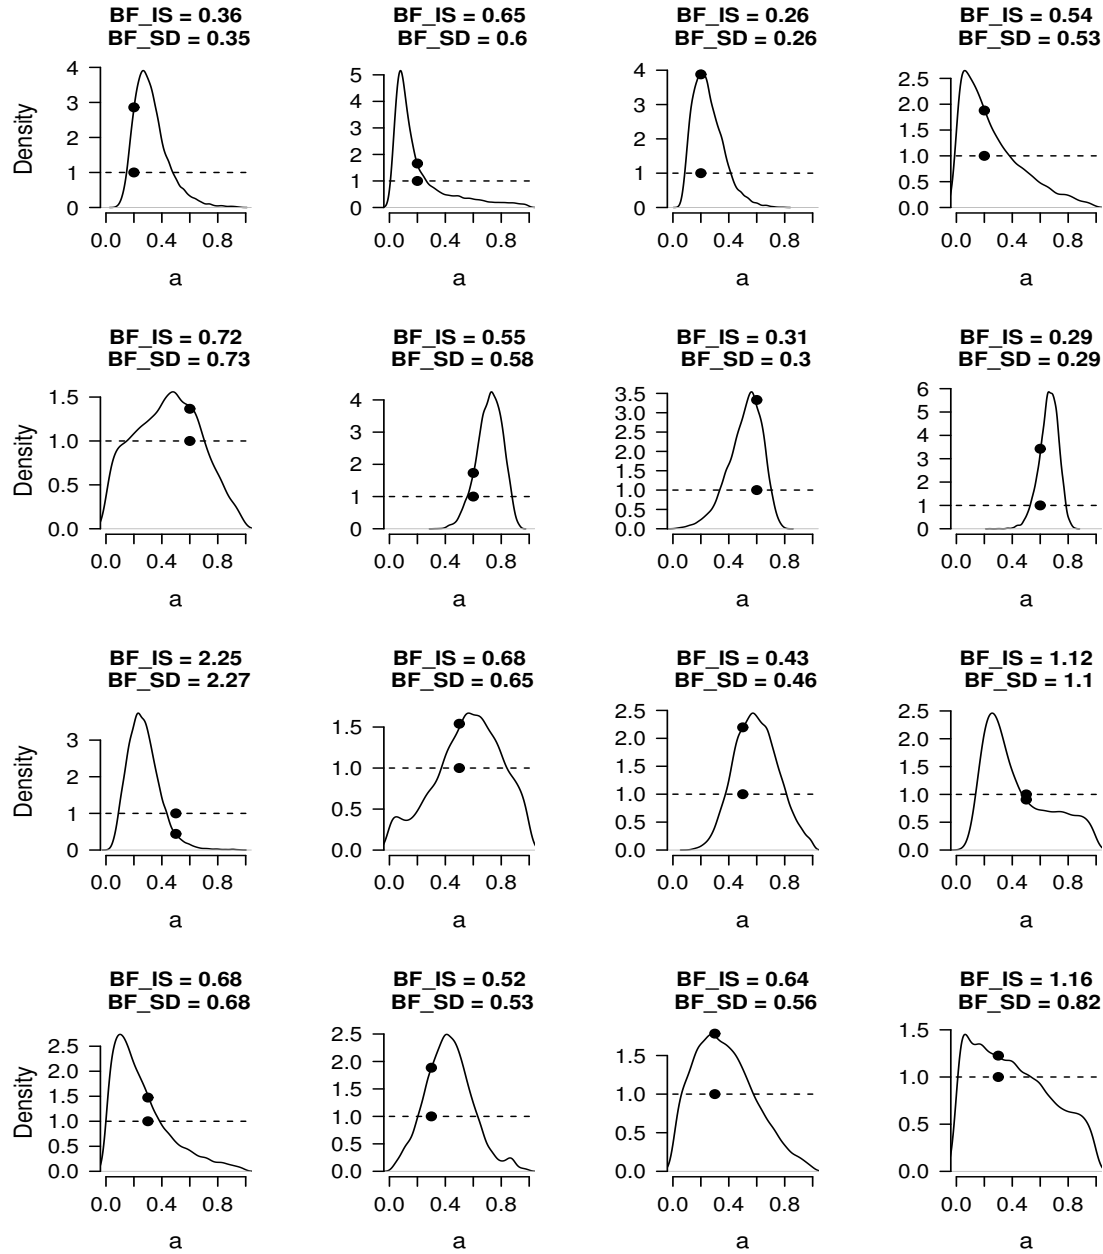 BF_IS = 0.36
BF_SD = 0.35
BF_IS = 0.65
BF_SD = 0.6
BF_IS = 0.26
BF_SD = 0.26
BF_IS = 0.54
BF_SD = 0.53
Density
4
3
2
1
0
5
4
3
2
1
0
4
3
2
1
0
2.5
2.0
1.5
1.0
0.5
0.0
0.0 0.4 0.8
0.0 0.4 0.8
0.0 0.4 0.8
0.0 0.4 0.8
a
a
a
a
BF_IS = 0.72
BF_SD = 0.73
BF_IS = 0.55
BF_SD = 0.58
BF_IS = 0.31
BF_SD = 0.3
BF_IS = 0.29
BF_SD = 0.29
Density
1.5
1.0
0.5
0.0
4
3
2
1
0
3.5
3.0
2.5
2.0
1.5
1.0
0.5
0.0
6
5
4
3
2
1
0
0.0 0.4 0.8
0.0 0.4 0.8
0.0 0.4 0.8
0.0 0.4 0.8
a
a
a
a
BF_IS = 2.25
BF_SD = 2.27
BF_IS = 0.68
BF_SD = 0.65
BF_IS = 0.43
BF_SD = 0.46
BF_IS = 1.12
BF_SD = 1.1
Density
3
2
1
0
1.5
1.0
0.5
0.0
2.5
2.0
1.5
1.0
0.5
0.0
2.5
2.0
1.5
1.0
0.5
0.0
0.0 0.4 0.8
0.0 0.4 0.8
0.0 0.4 0.8
0.0 0.4 0.8
a
a
a
a
BF_IS = 0.68
BF_SD = 0.68
BF_IS = 0.52
BF_SD = 0.53
BF_IS = 0.64
BF_SD = 0.56
BF_IS = 1.16
BF_SD = 0.82
Density
2.5
2.0
1.5
1.0
0.5
0.0
2.5
2.0
1.5
1.0
0.5
0.0
1.5
1.0
0.5
0.0
1.5
1.0
0.5
0.0
0.0 0.4 0.8
0.0 0.4 0.8
0.0 0.4 0.8
0.0 0.4 0.8
a
a
a
a